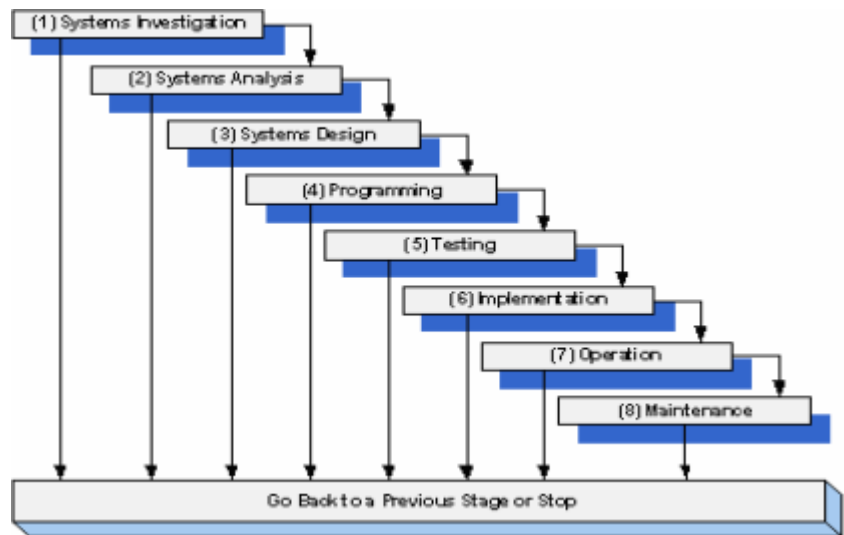 (1) Systems Investigation
(2) Systems Analysis
(3) Systems Design
(4) Programming
(5) Testing
(6) Implementation
(7) Operation
(8) Maintenance
Go Back to a Previous Stage or Stop